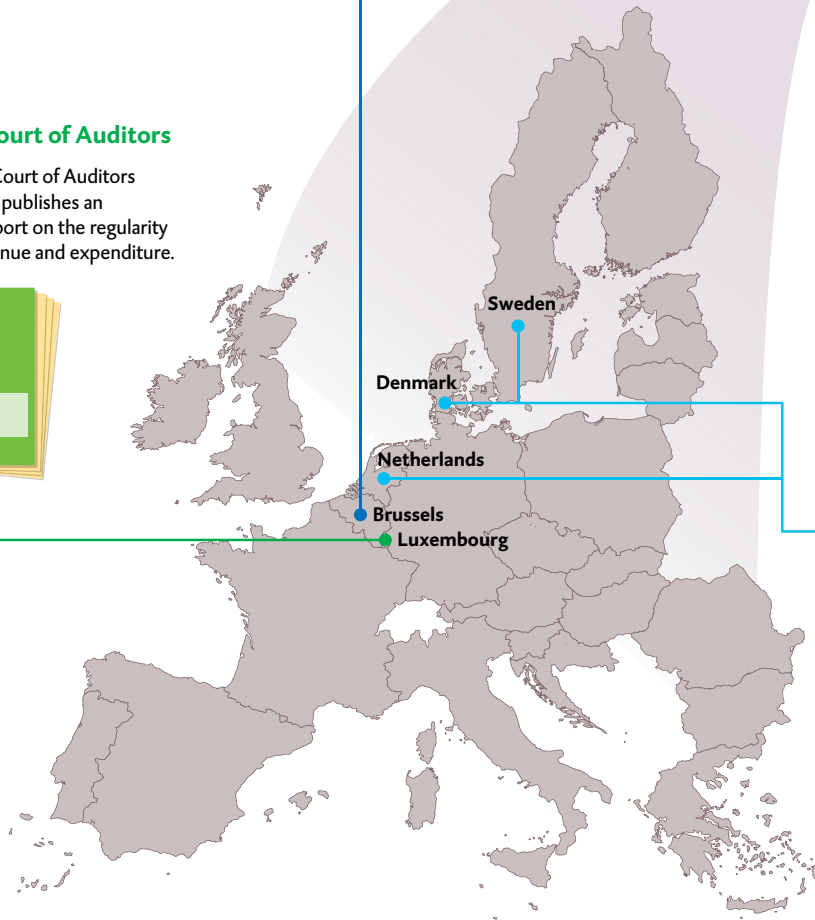 ourt of Auditors
Court of Auditors
publishes an
port on the regularity
nue and expenditure.
Sweden
Denmark
Netherlands
Brussels
Luxembourg